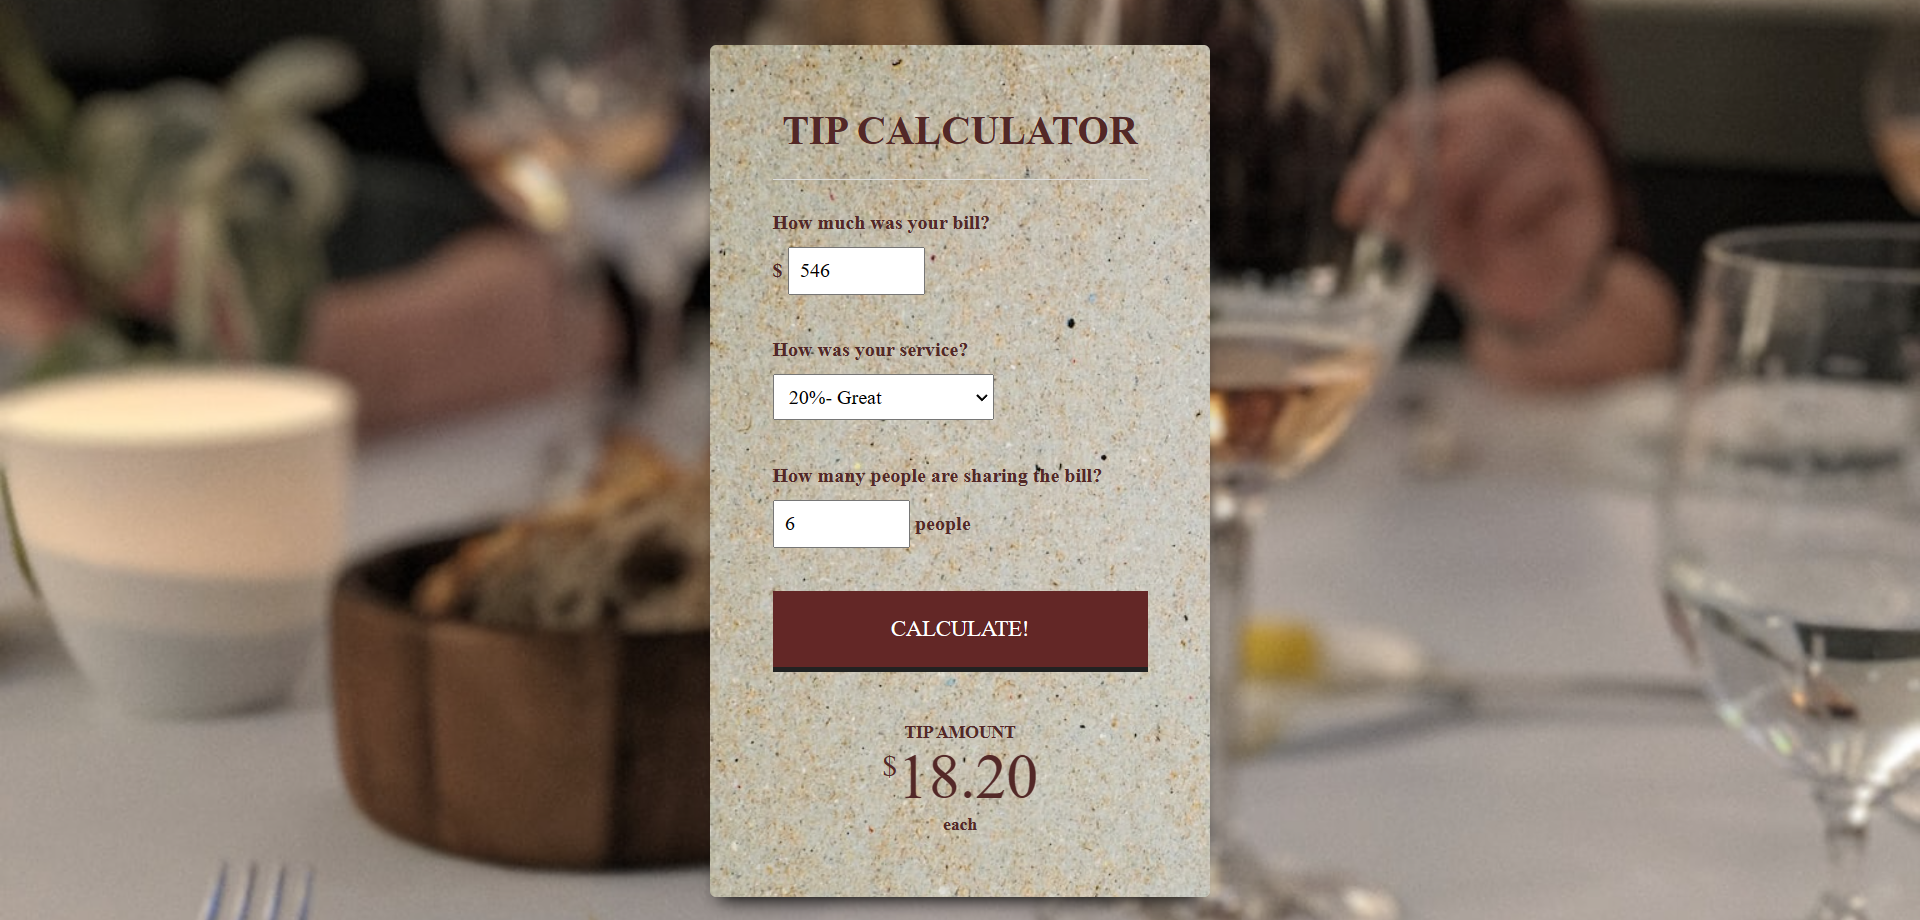 TIP CALCULATOR
How much was your bill?
$ 546
How was your service?
20%- Great
How many people are sharing the bill?
6 people
CALCULATE!
TIP AMOUNT
$18.20
each